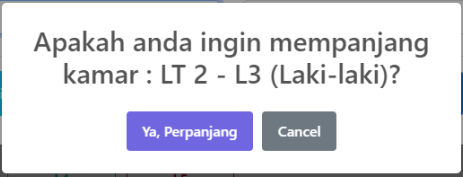 Apakah anda ingin mempanjang
kamar : LT 2 - L3 (Laki-laki)?
Ya, Perpanjang
Cancel